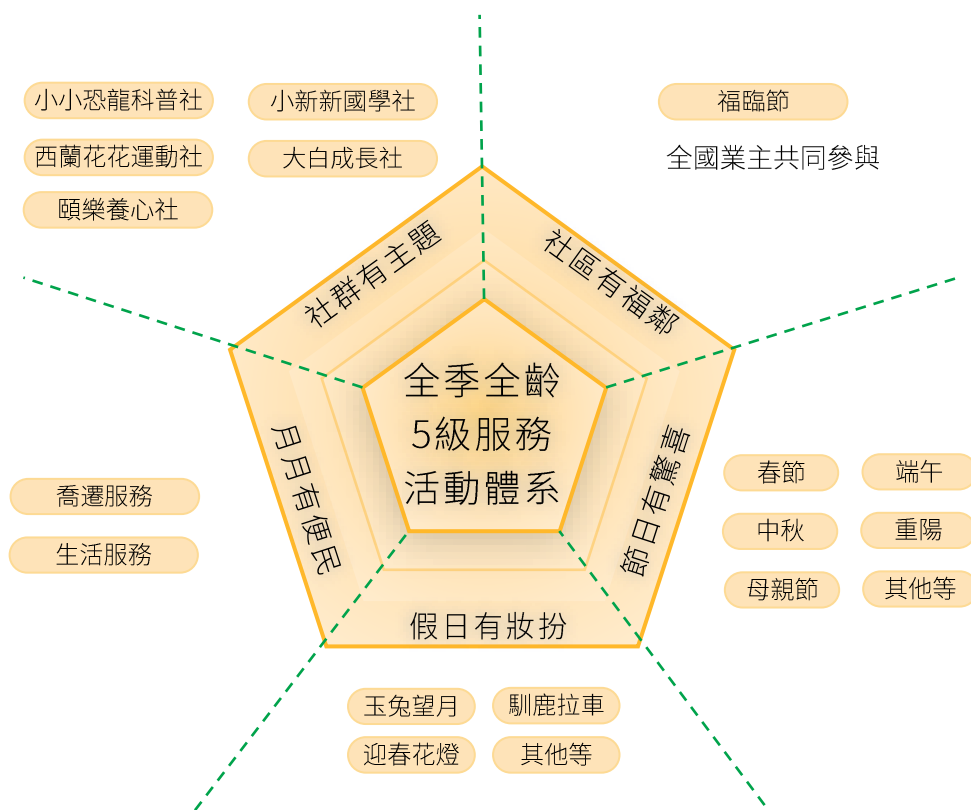 小小恐龍科普社
小新新國學社
西蘭花花運動社
大白成長社
頤樂養心社
福臨節
全國業主共同參與
社群有主題
社區有福鄰
全季全齡
5級服務
活動體系
月月有便民
節日有驚喜
喬遷服務
生活服務
春節
端午
中秋
重陽
母親節
其他等
假日有妝扮
玉兔望月
馴鹿拉車
迎春花燈
其他等